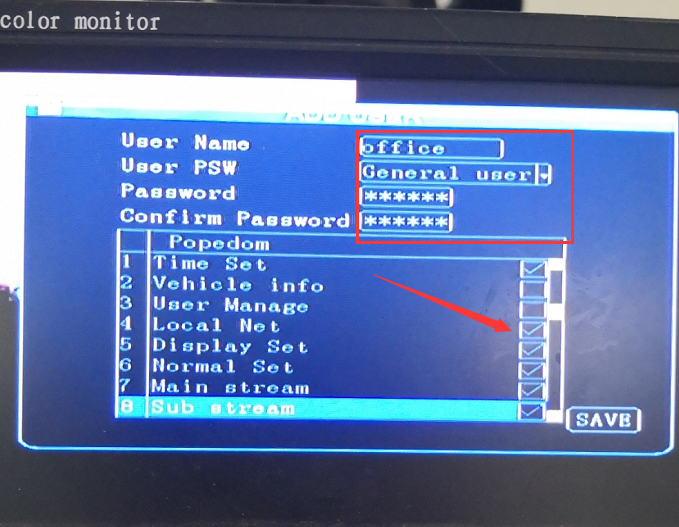 color monitor
ADD USER
User Name office
User PSW General user
Password ******
Confirm Password ******
Popedom
1 Time Set
2 Vehicle info
3 User Manage
4 Local Net
5 Display Set
6 Normal Set
7 Main stream
8 Sub stream
SAVE